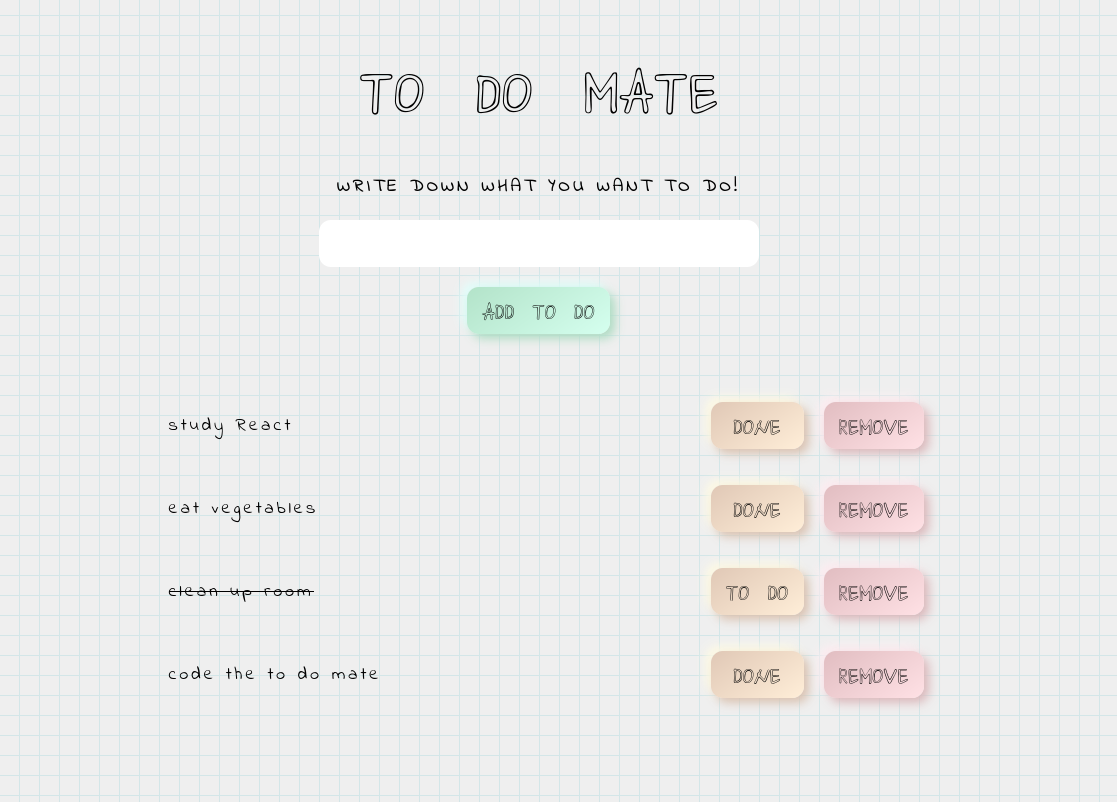 TO DO MATE
WRITE DOWN WHAT YOU WANT TO DO!
ADD TO DO
study React DONE REMOVE
eat vegetables DONE REMOVE
clean up room TO DO REMOVE
code the to do mate DONE REMOVE